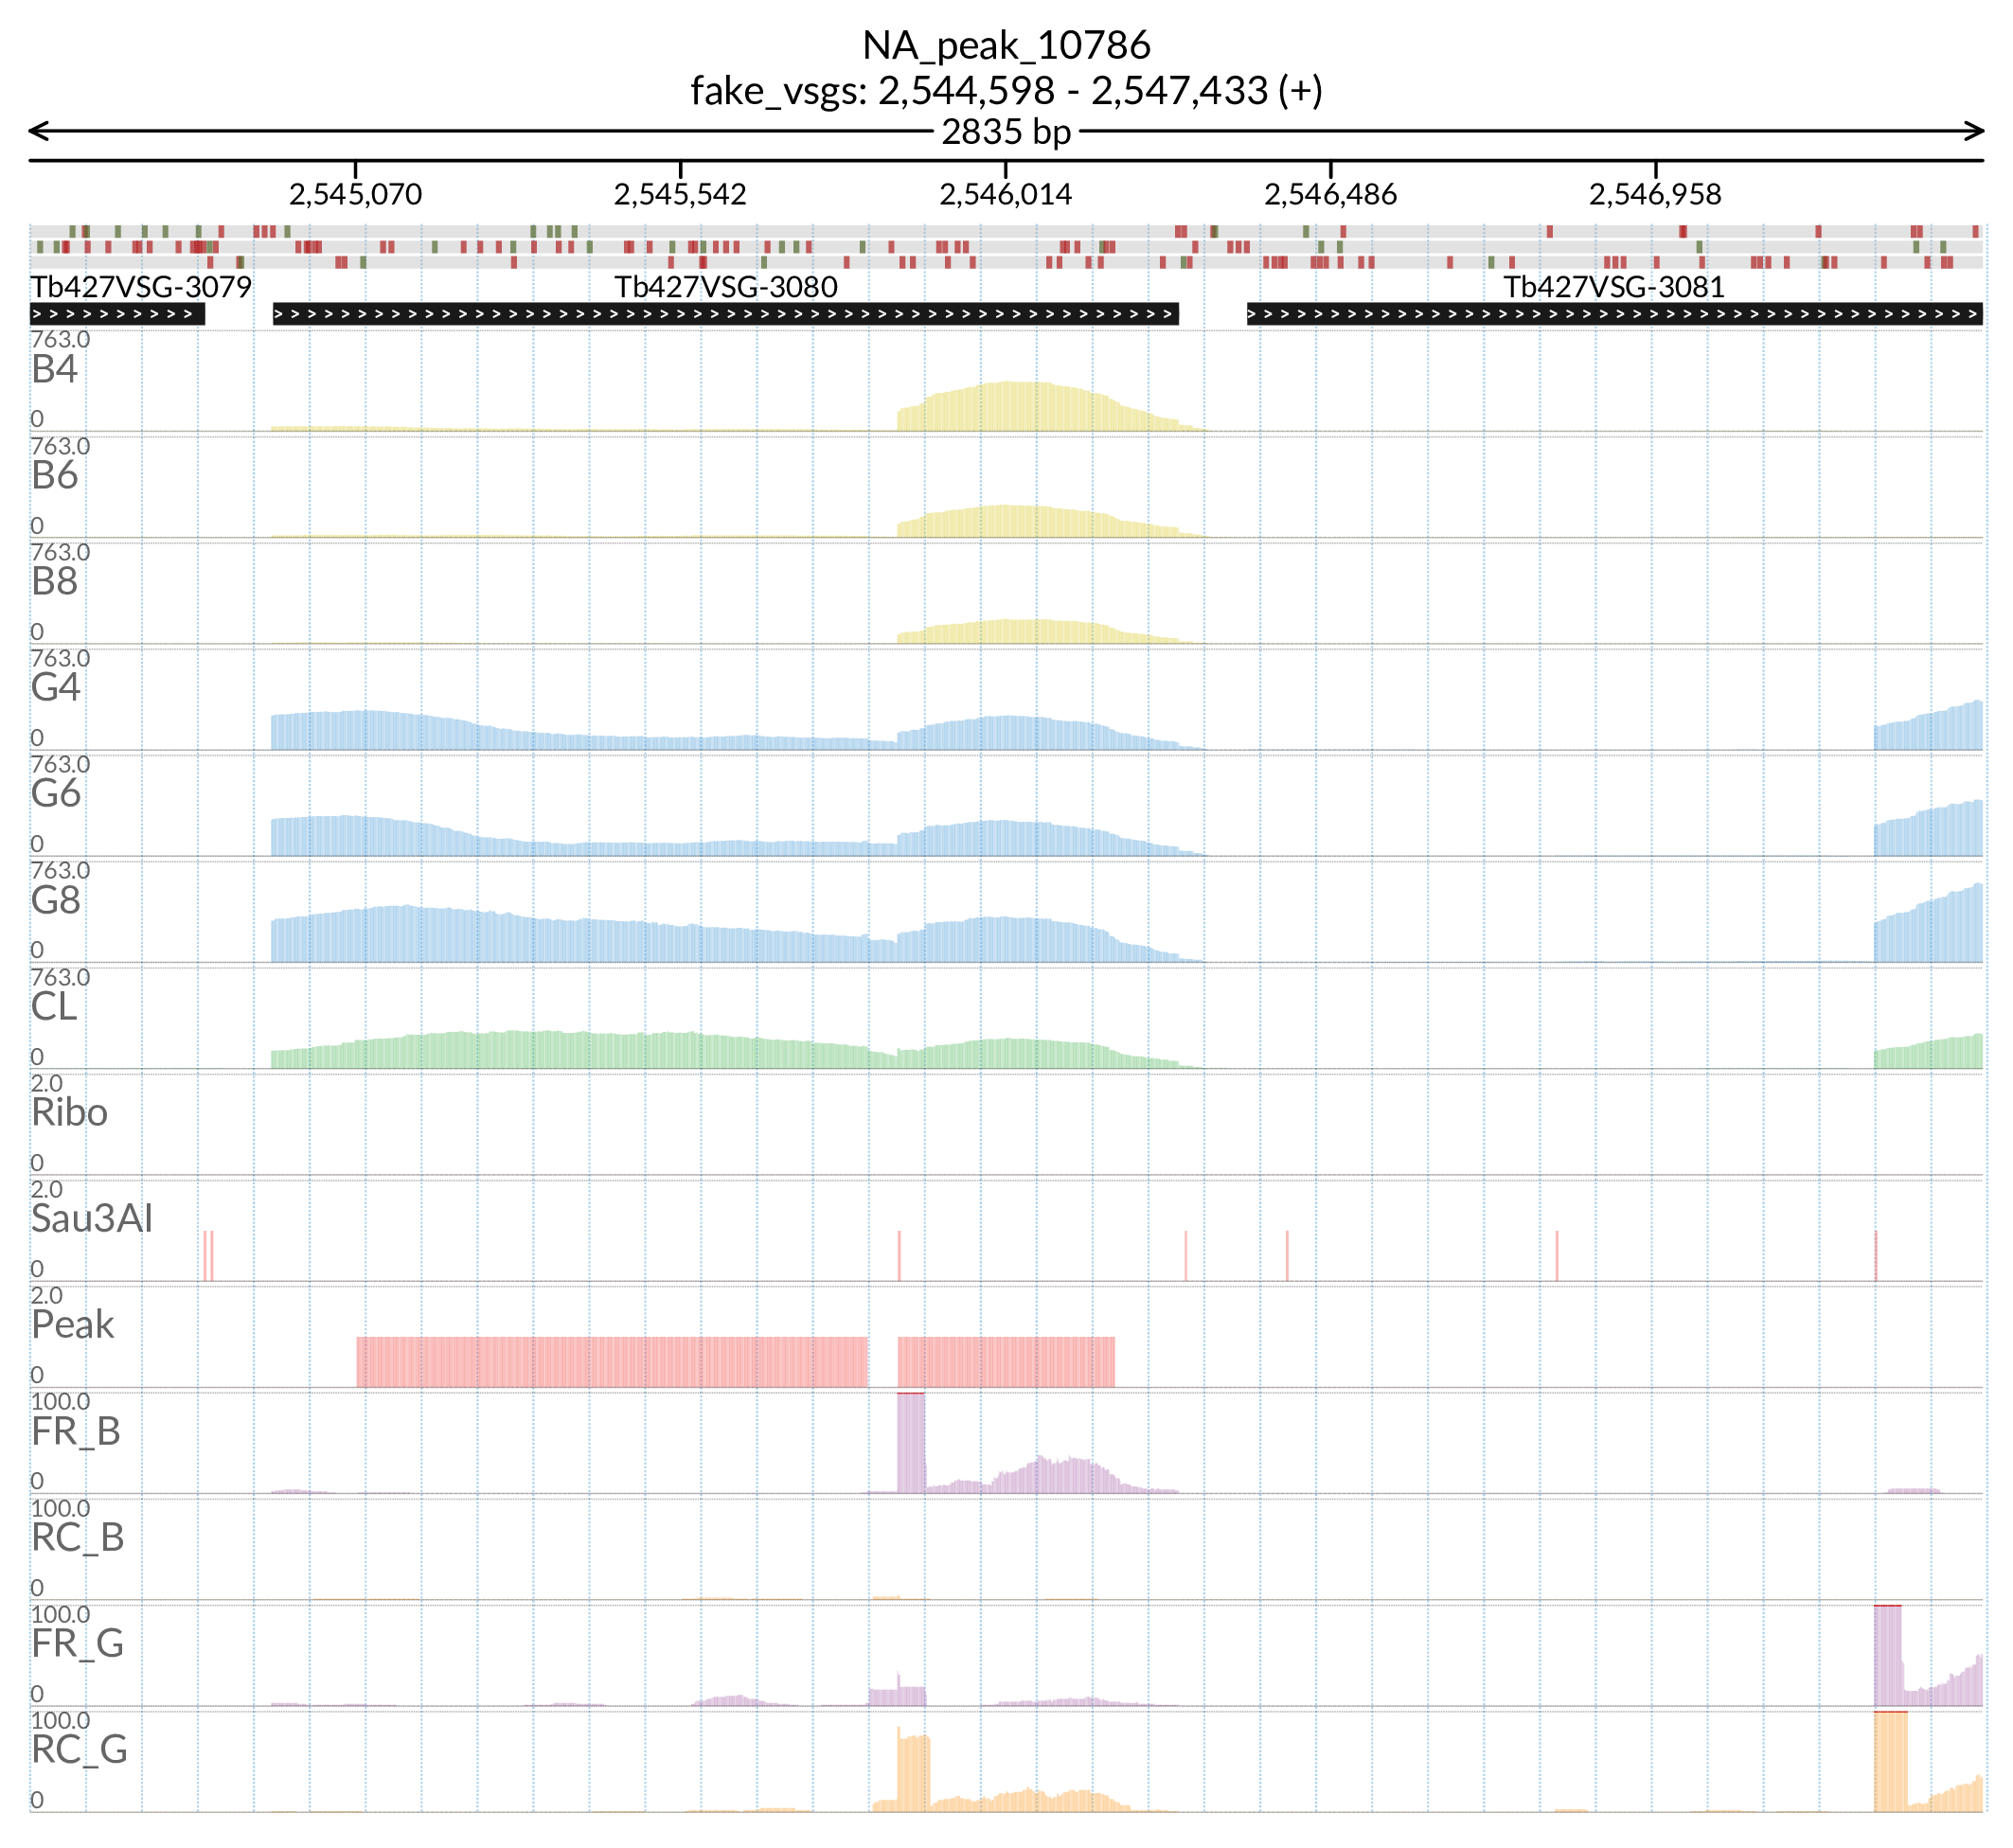 NA_peak_10786
fake_vsgs: 2,544,598 - 2,547,433 (+)
2835 bp
2,545,070 2,545,542 2,546,014 2,546,486 2,546,958
Tb427VSG-3079 Tb427VSG-3080 Tb427VSG-3081
763.0
B4
0
763.0
B6
0
763.0
B8
0
763.0
G4
0
763.0
G6
0
763.0
G8
0
763.0
CL
0
2.0
Ribo
0
2.0
Sau3AI
0
2.0
Peak
0
100.0
FR_B
0
100.0
RC_B
0
100.0
FR_G
0
100.0
RC_G
0